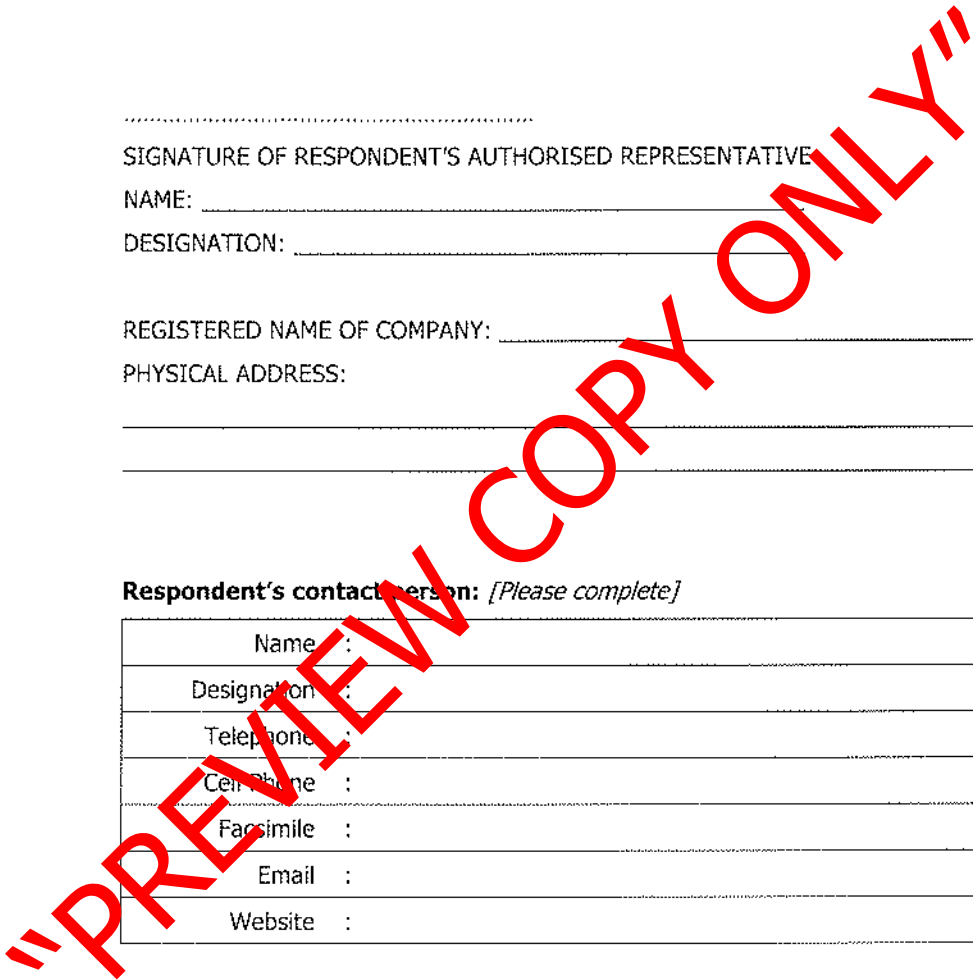 SIGNATURE OF RESPONDENT'S AUTHORISED REPRESENTATIVE
NAME:
DESIGNATION:
REGISTERED NAME OF COMPANY:
PHYSICAL ADDRESS:
Respondent's contact person: [Please complete]
Name :
Designation :
Telephone :
Cell Phone :
Facsimile :
Email :
Website :
"PREVIEW COPY ONLY"